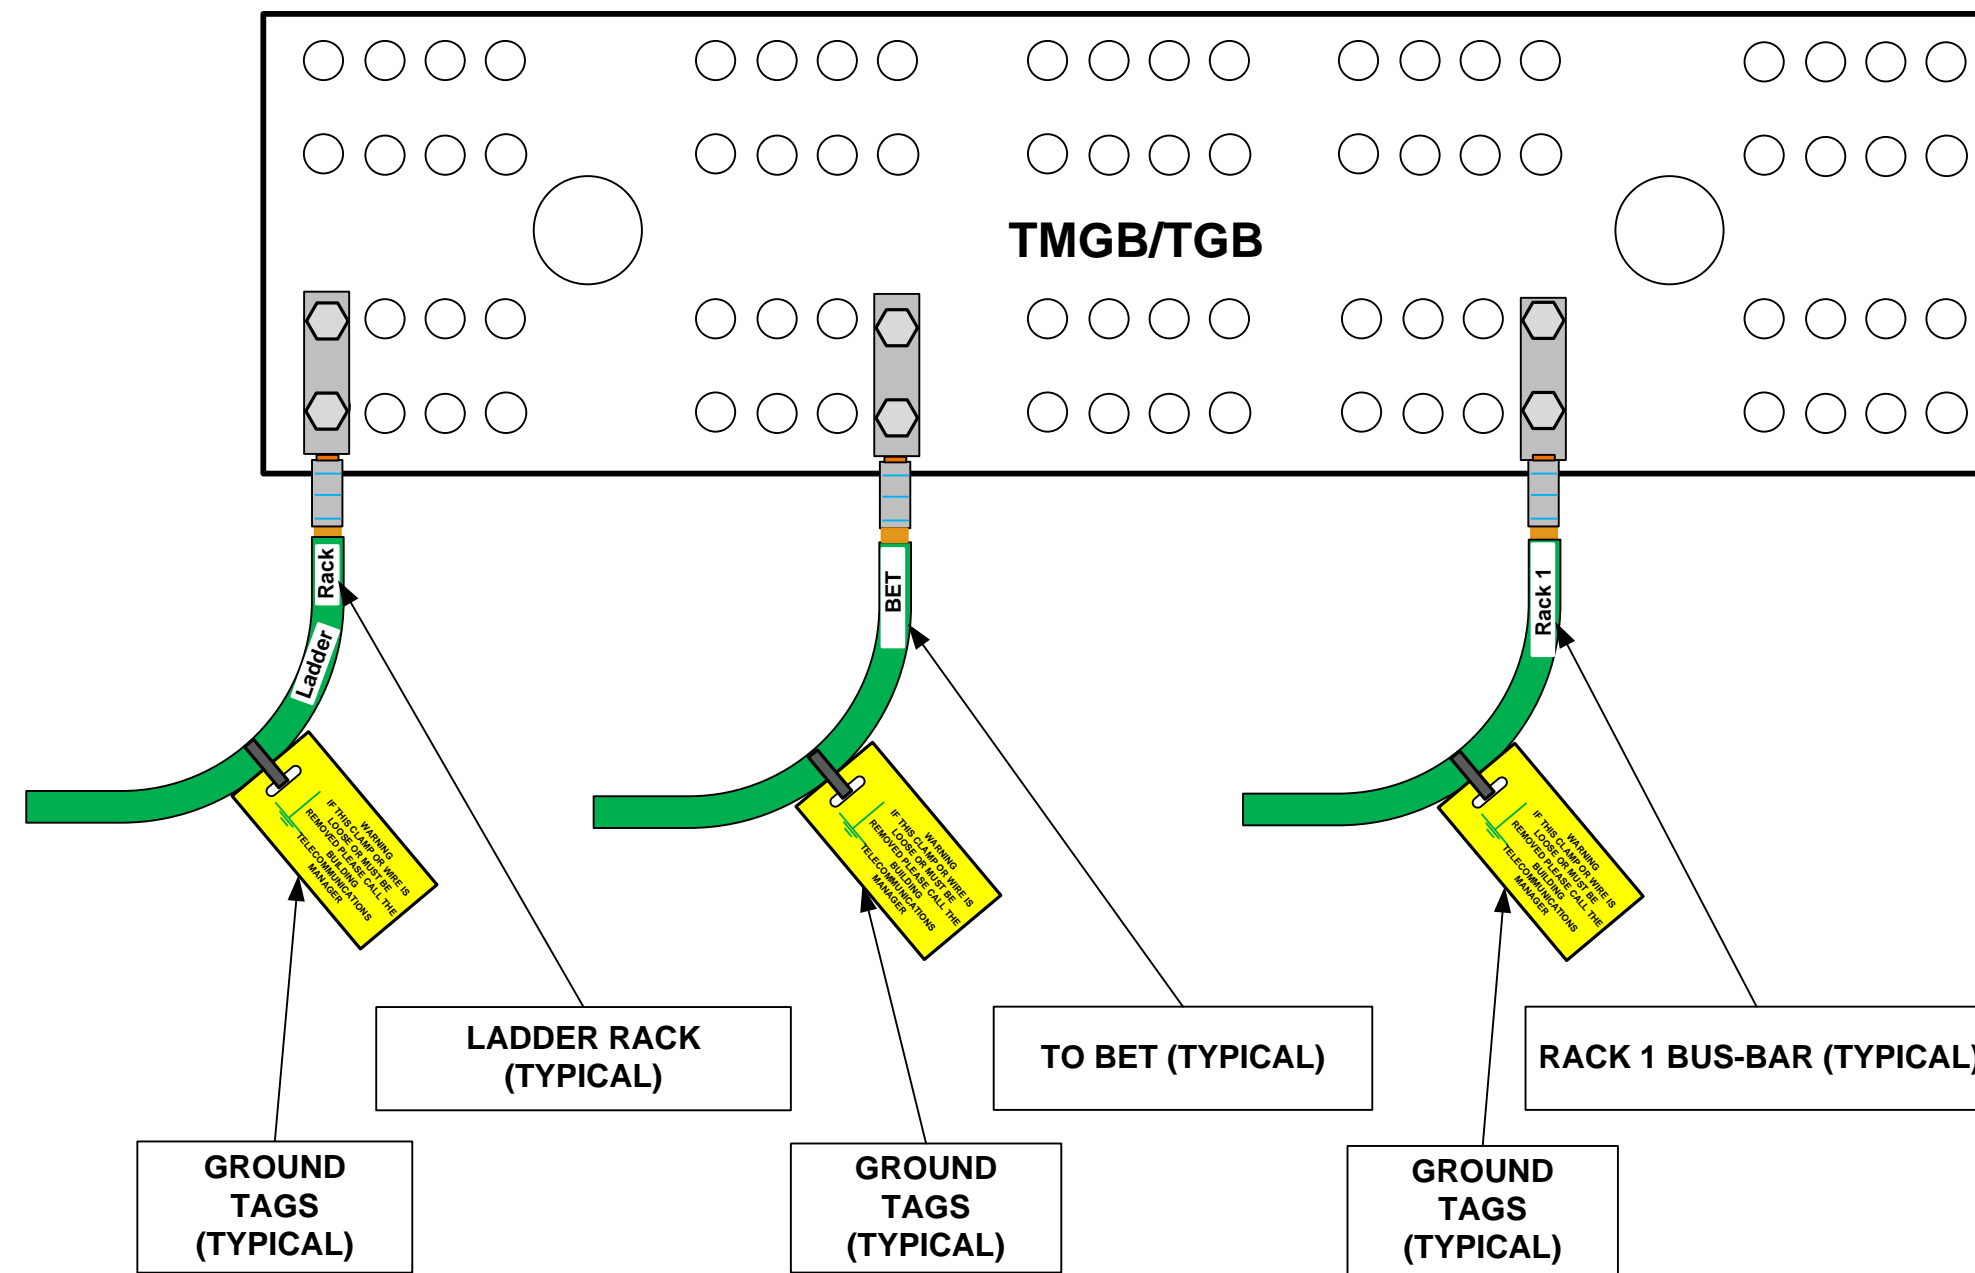 TMGB/TGB
Rack
Ladder
BET
Rack 1
WARNING
IF THIS CLAMP OR WIRE IS
LOOSE OR MUST BE
REMOVED PLEASE CALL THE
BUILDING
TELECOMMUNICATIONS
MANAGER
WARNING
IF THIS CLAMP OR WIRE IS
LOOSE OR MUST BE
REMOVED PLEASE CALL THE
BUILDING
TELECOMMUNICATIONS
MANAGER
WARNING
IF THIS CLAMP OR WIRE IS
LOOSE OR MUST BE
REMOVED PLEASE CALL THE
BUILDING
TELECOMMUNICATIONS
MANAGER
LADDER RACK
(TYPICAL)
TO BET (TYPICAL)
RACK 1 BUS-BAR (TYPICAL)
GROUND
TAGS
(TYPICAL)
GROUND
TAGS
(TYPICAL)
GROUND
TAGS
(TYPICAL)